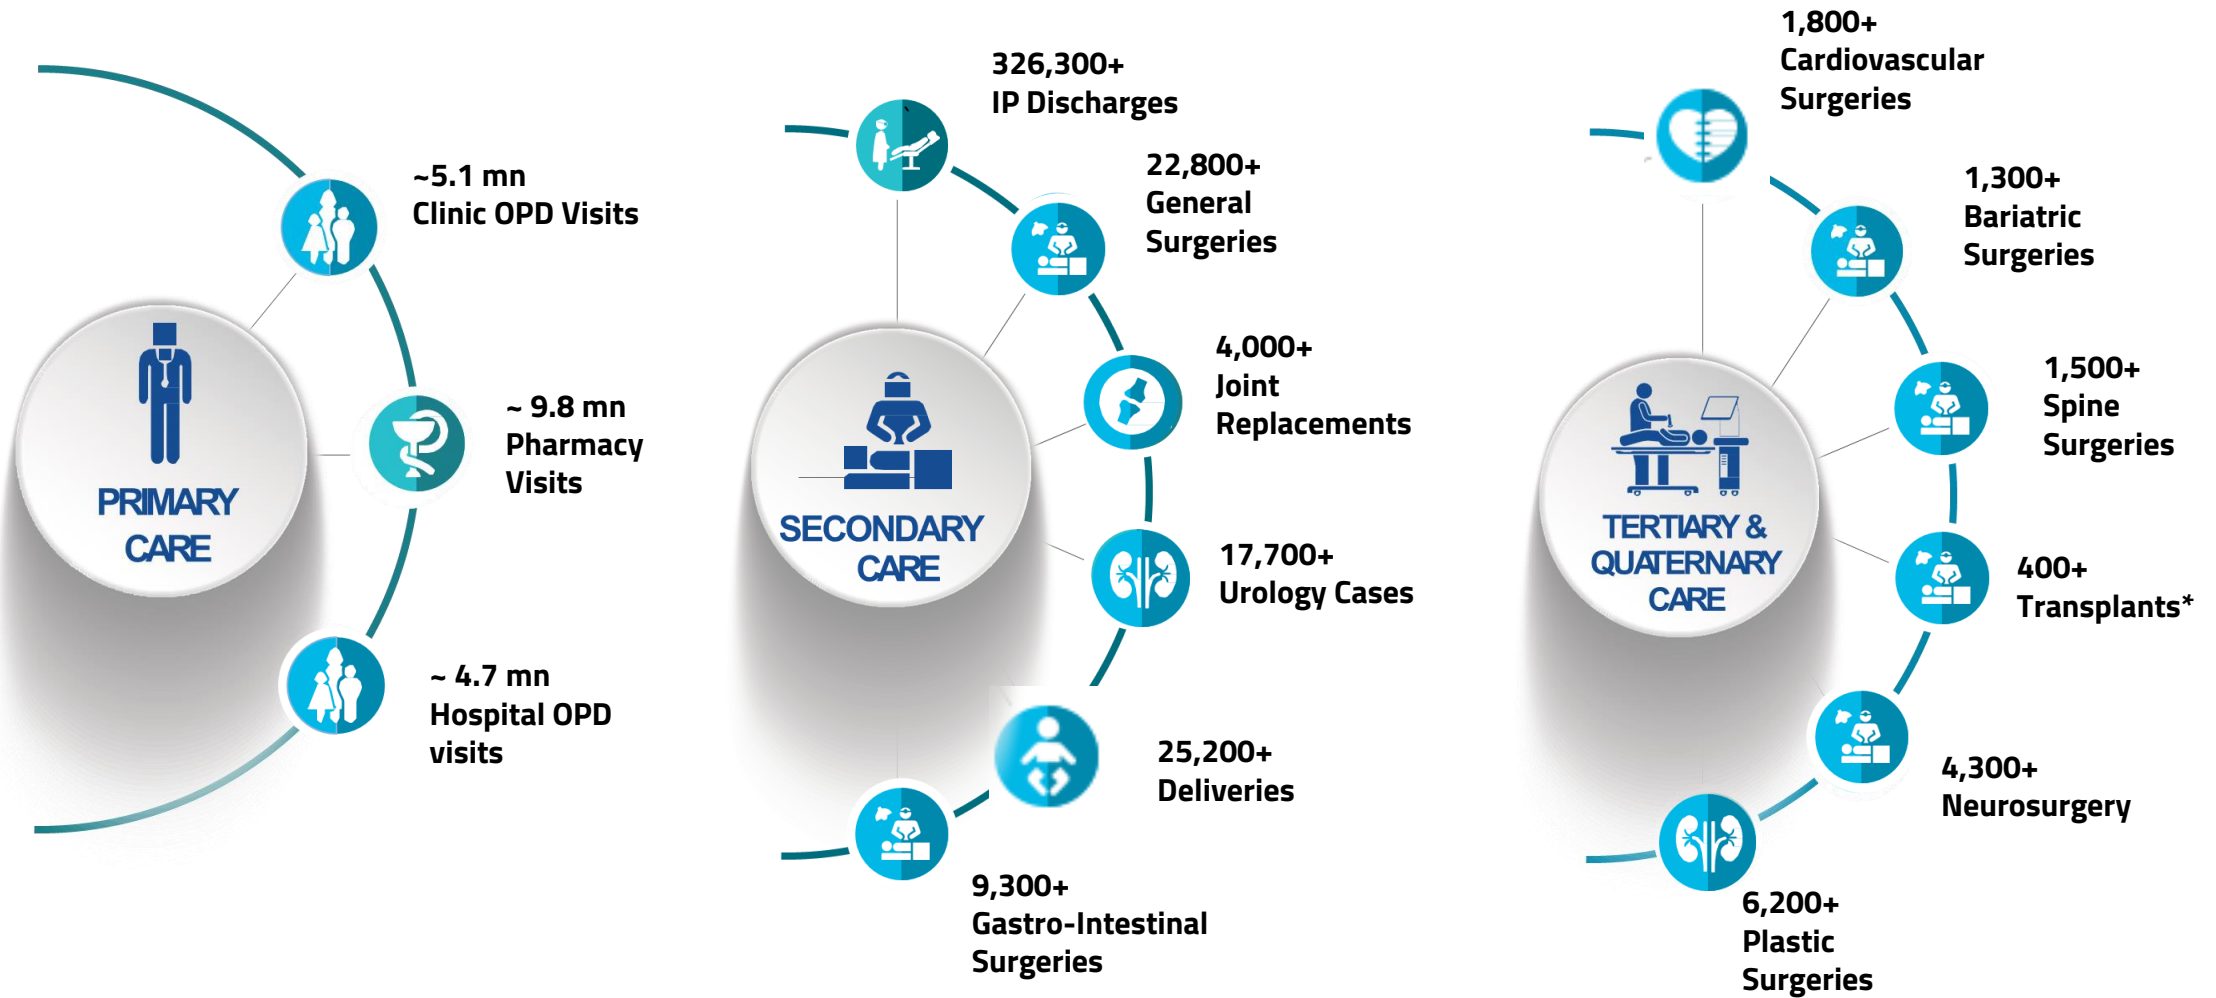 ~5.1 mn
Clinic OPD Visits
~ 9.8 mn
Pharmacy
Visits
PRIMARY
CARE
~ 4.7 mn
Hospital OPD
visits
326,300+
IP Discharges
22,800+
General
Surgeries
4,000+
Joint
Replacements
SECONDARY
CARE
17,700+
Urology Cases
25,200+
Deliveries
9,300+
Gastro-Intestinal
Surgeries
1,800+
Cardiovascular
Surgeries
1,300+
Bariatric
Surgeries
1,500+
Spine
Surgeries
TERTIARY &
QUATERNARY
CARE
400+
Transplants*
4,300+
Neurosurgery
6,200+
Plastic
Surgeries